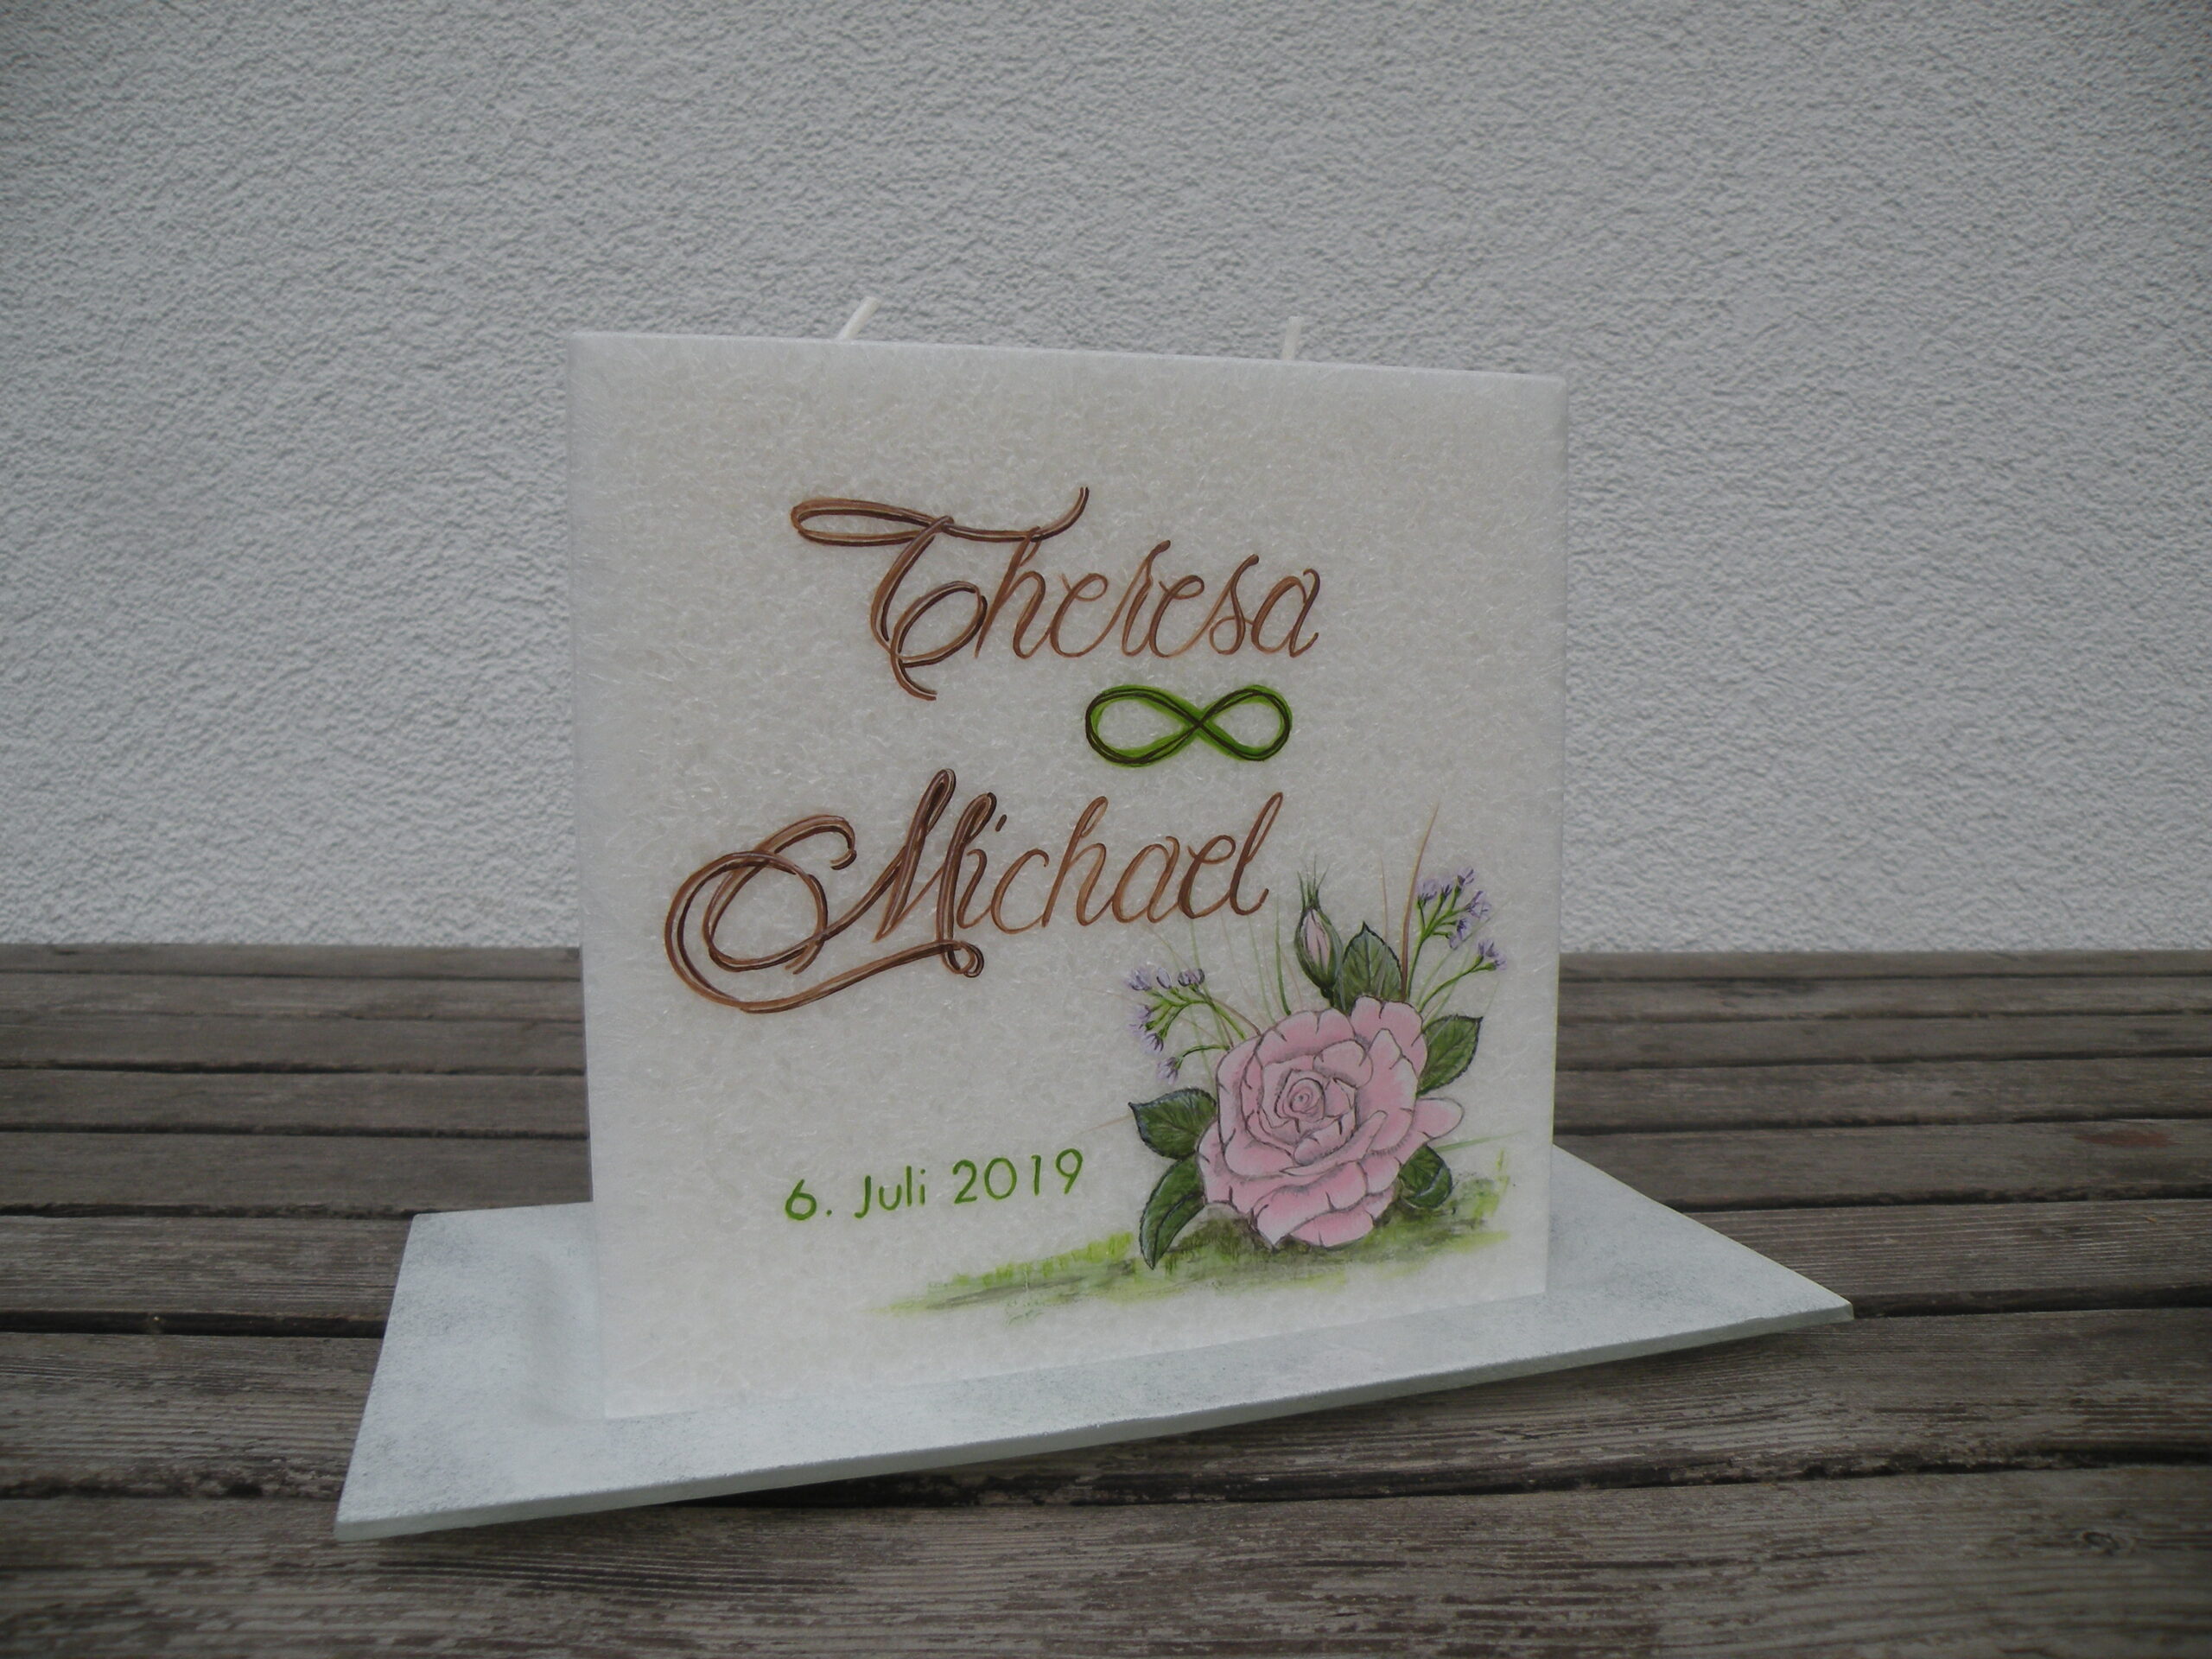 Theresa
∞
Michael
6. Juli 2019